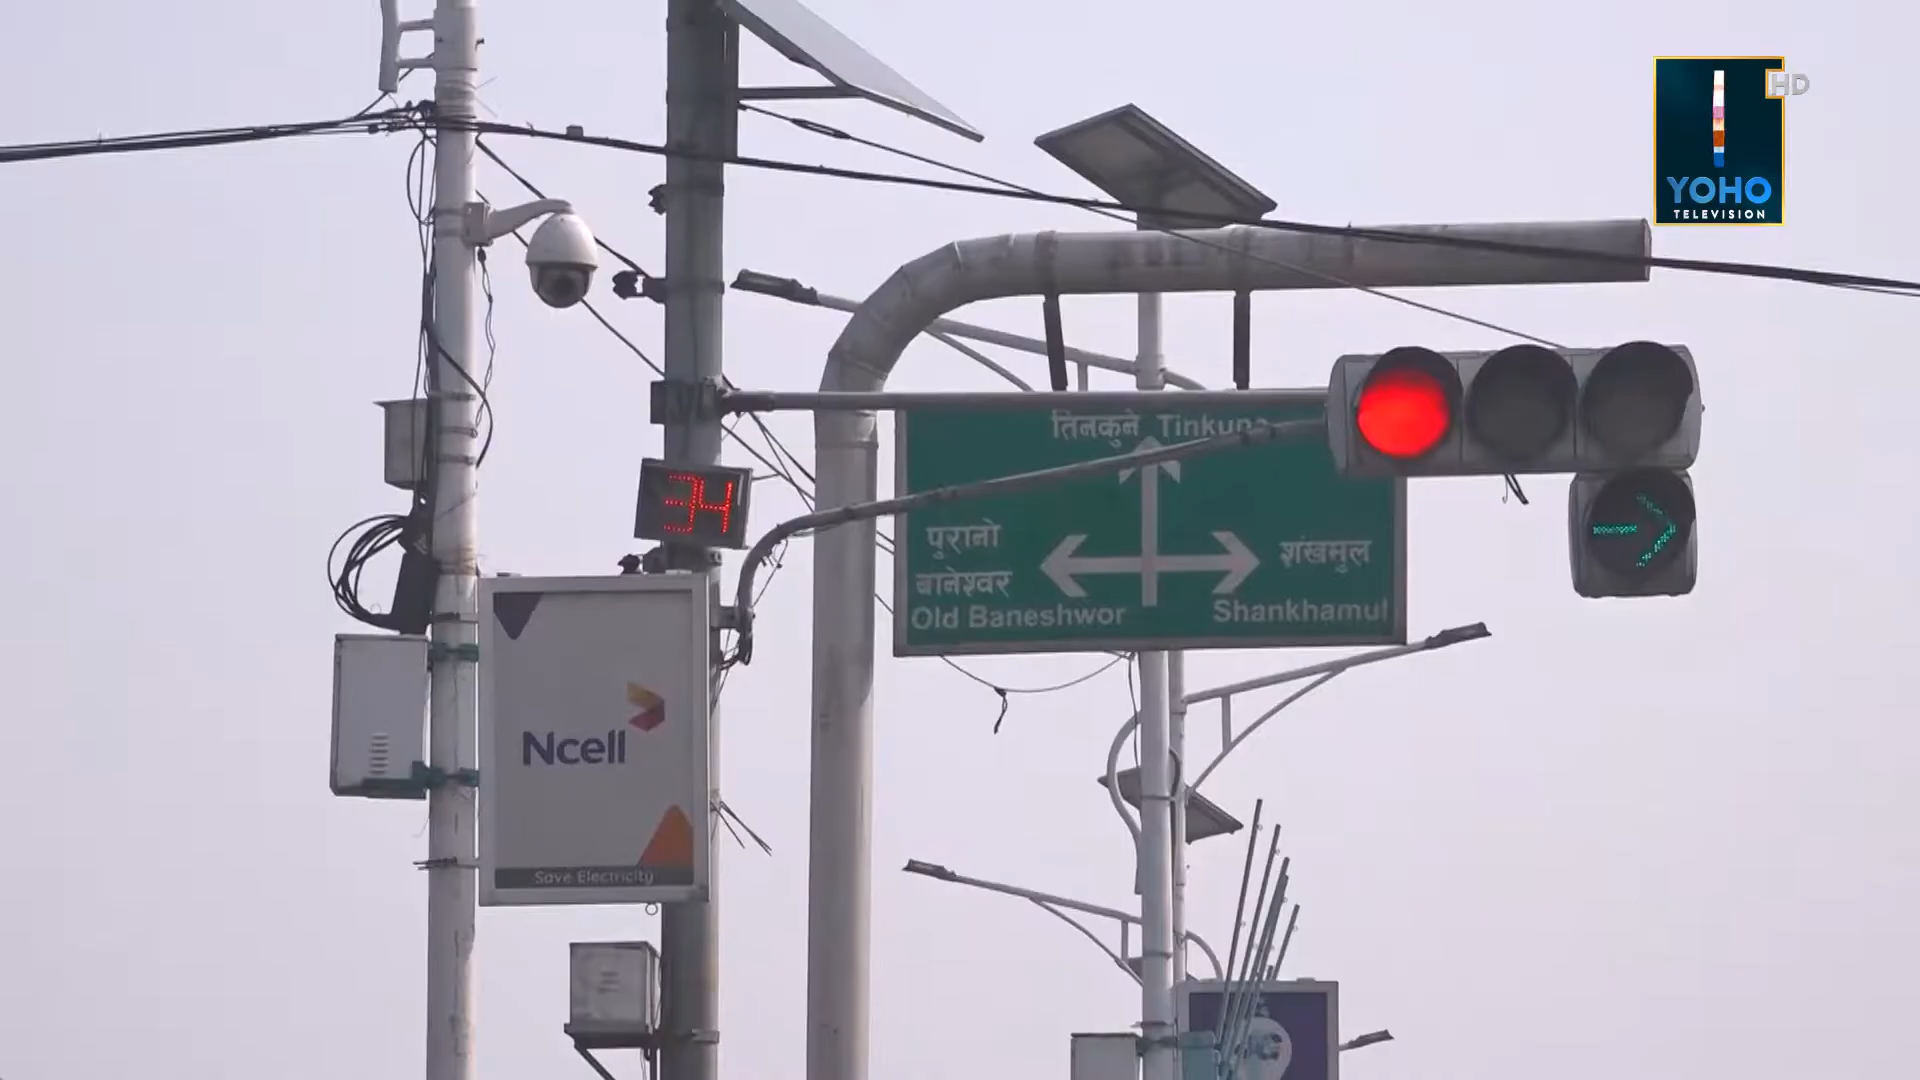 HD
YOHO
TELEVISION
तिनकुने Tinkune
34
पुरानो
बानेश्वर
Old Baneshwor
शंखमुल
Shankhamul
Ncell
Save Electricity